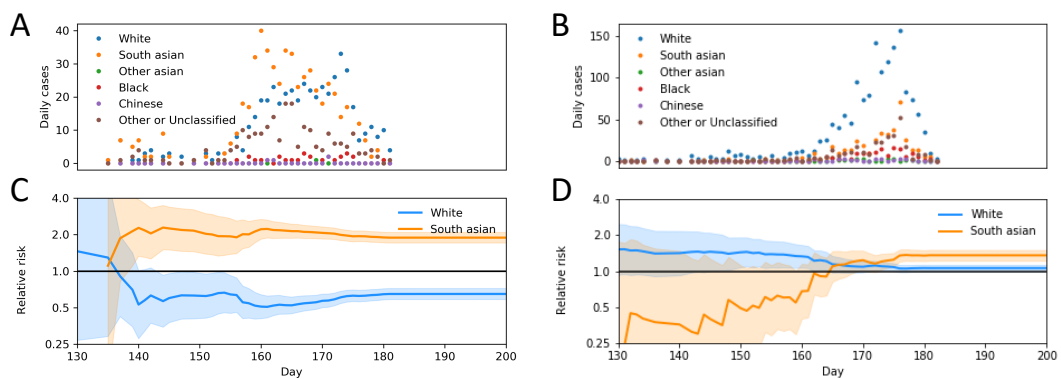 A
Daily cases
40
30
20
10
0
White
South asian
Other asian
Black
Chinese
Other or Unclassified
B
Daily cases
150
100
50
0
White
South asian
Other asian
Black
Chinese
Other or Unclassified
C
Relative risk
4.0
2.0
1.0
0.5
0.25
White
South asian
130 140 150 160 170 180 190 200
Day
D
Relative risk
4.0
2.0
1.0
0.5
0.25
White
South asian
130 140 150 160 170 180 190 200
Day